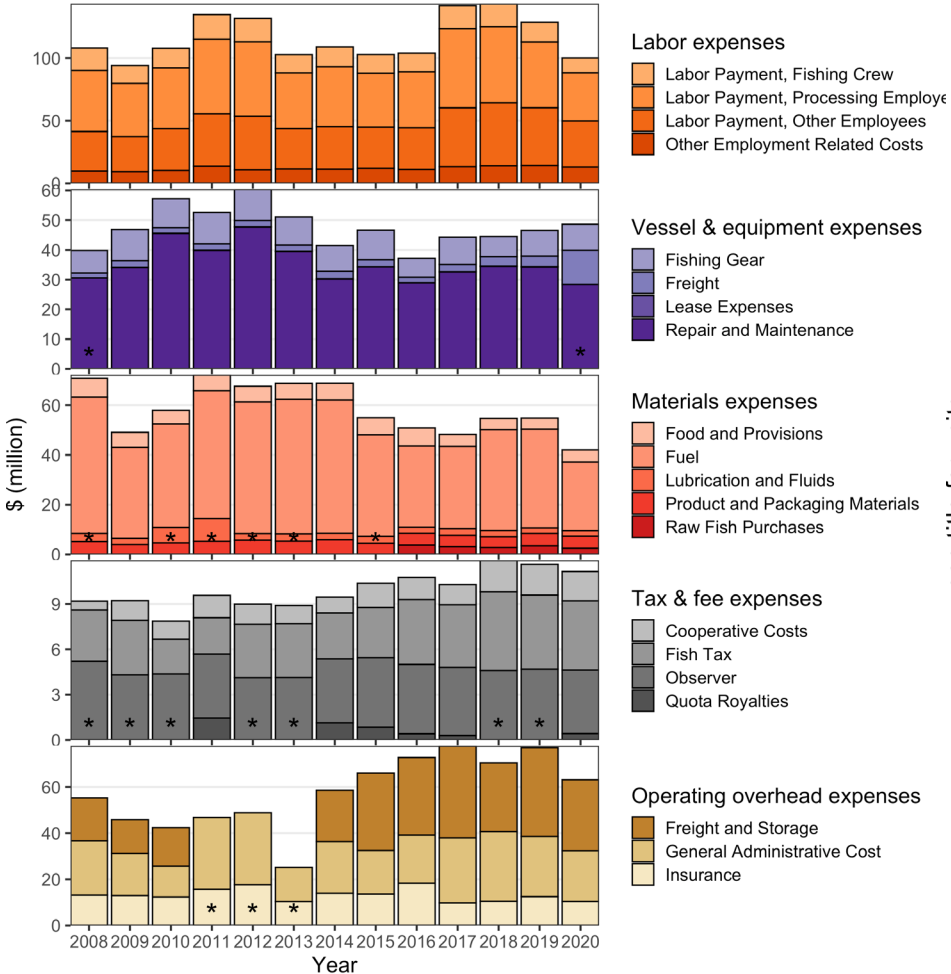 Labor expenses
100
50
0
Labor Payment, Fishing Crew
Labor Payment, Processing Employe
Labor Payment, Other Employees
Other Employment Related Costs
Vessel & equipment expenses
60
50
40
30
20
10
0
Fishing Gear
Freight
Lease Expenses
Repair and Maintenance
* *
Materials expenses
60
40
20
0
Food and Provisions
Fuel
Lubrication and Fluids
Product and Packaging Materials
Raw Fish Purchases
* * * * * *
$ (million)
Tax & fee expenses
9
6
3
0
Cooperative Costs
Fish Tax
Observer
Quota Royalties
* * * * * * *
Operating overhead expenses
60
40
20
0
Freight and Storage
General Administrative Cost
Insurance
* * *
2008 2009 2010 2011 2012 2013 2014 2015 2016 2017 2018 2019 2020
Year